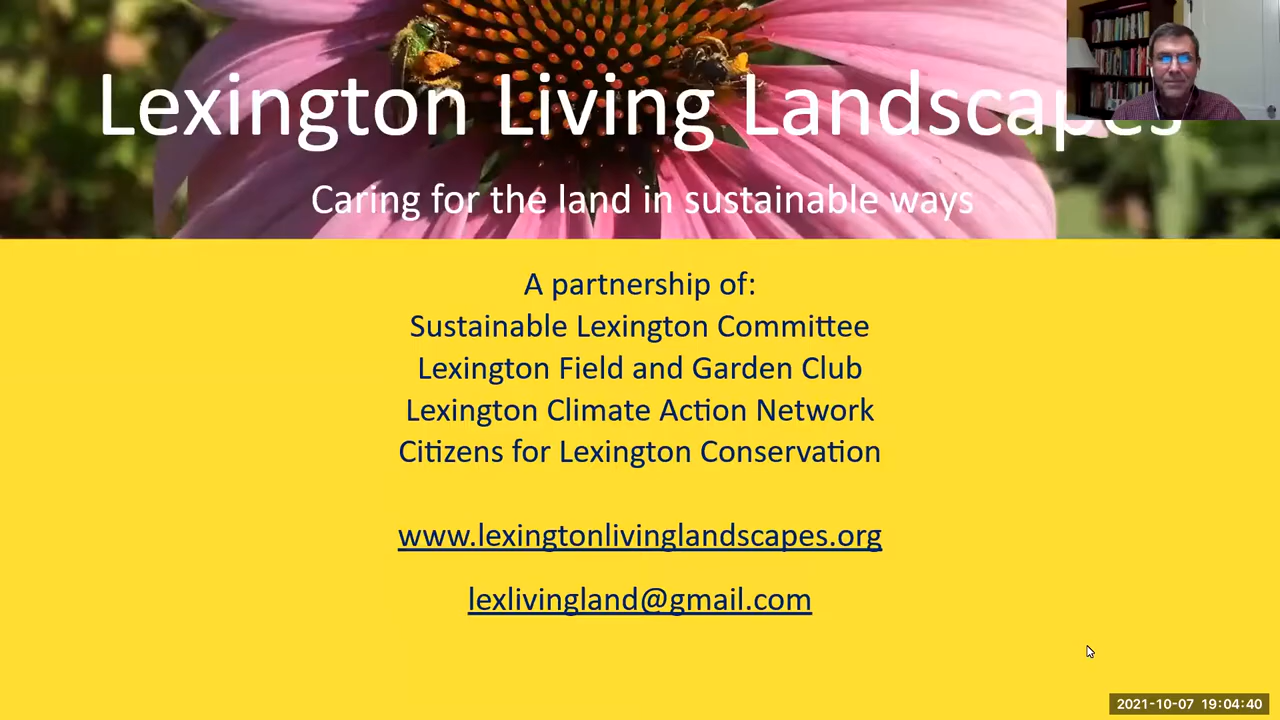 Lexington Living Landscapes
Caring for the land in sustainable ways
A partnership of:
Sustainable Lexington Committee
Lexington Field and Garden Club
Lexington Climate Action Network
Citizens for Lexington Conservation
www.lexingtonlivinglandscapes.org
lexlivingland@gmail.com
2021-10-07 19:04:40